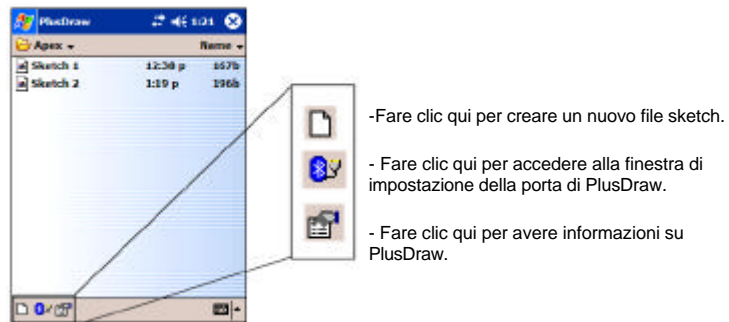 PlusDraw 1:21
Apex Name
Sketch 1 12:38 p 167b
Sketch 2 1:19 p 196b
-Fare clic qui per creare un nuovo file sketch.
- Fare clic qui per accedere alla finestra di
impostazione della porta di PlusDraw.
- Fare clic qui per avere informazioni su
PlusDraw.